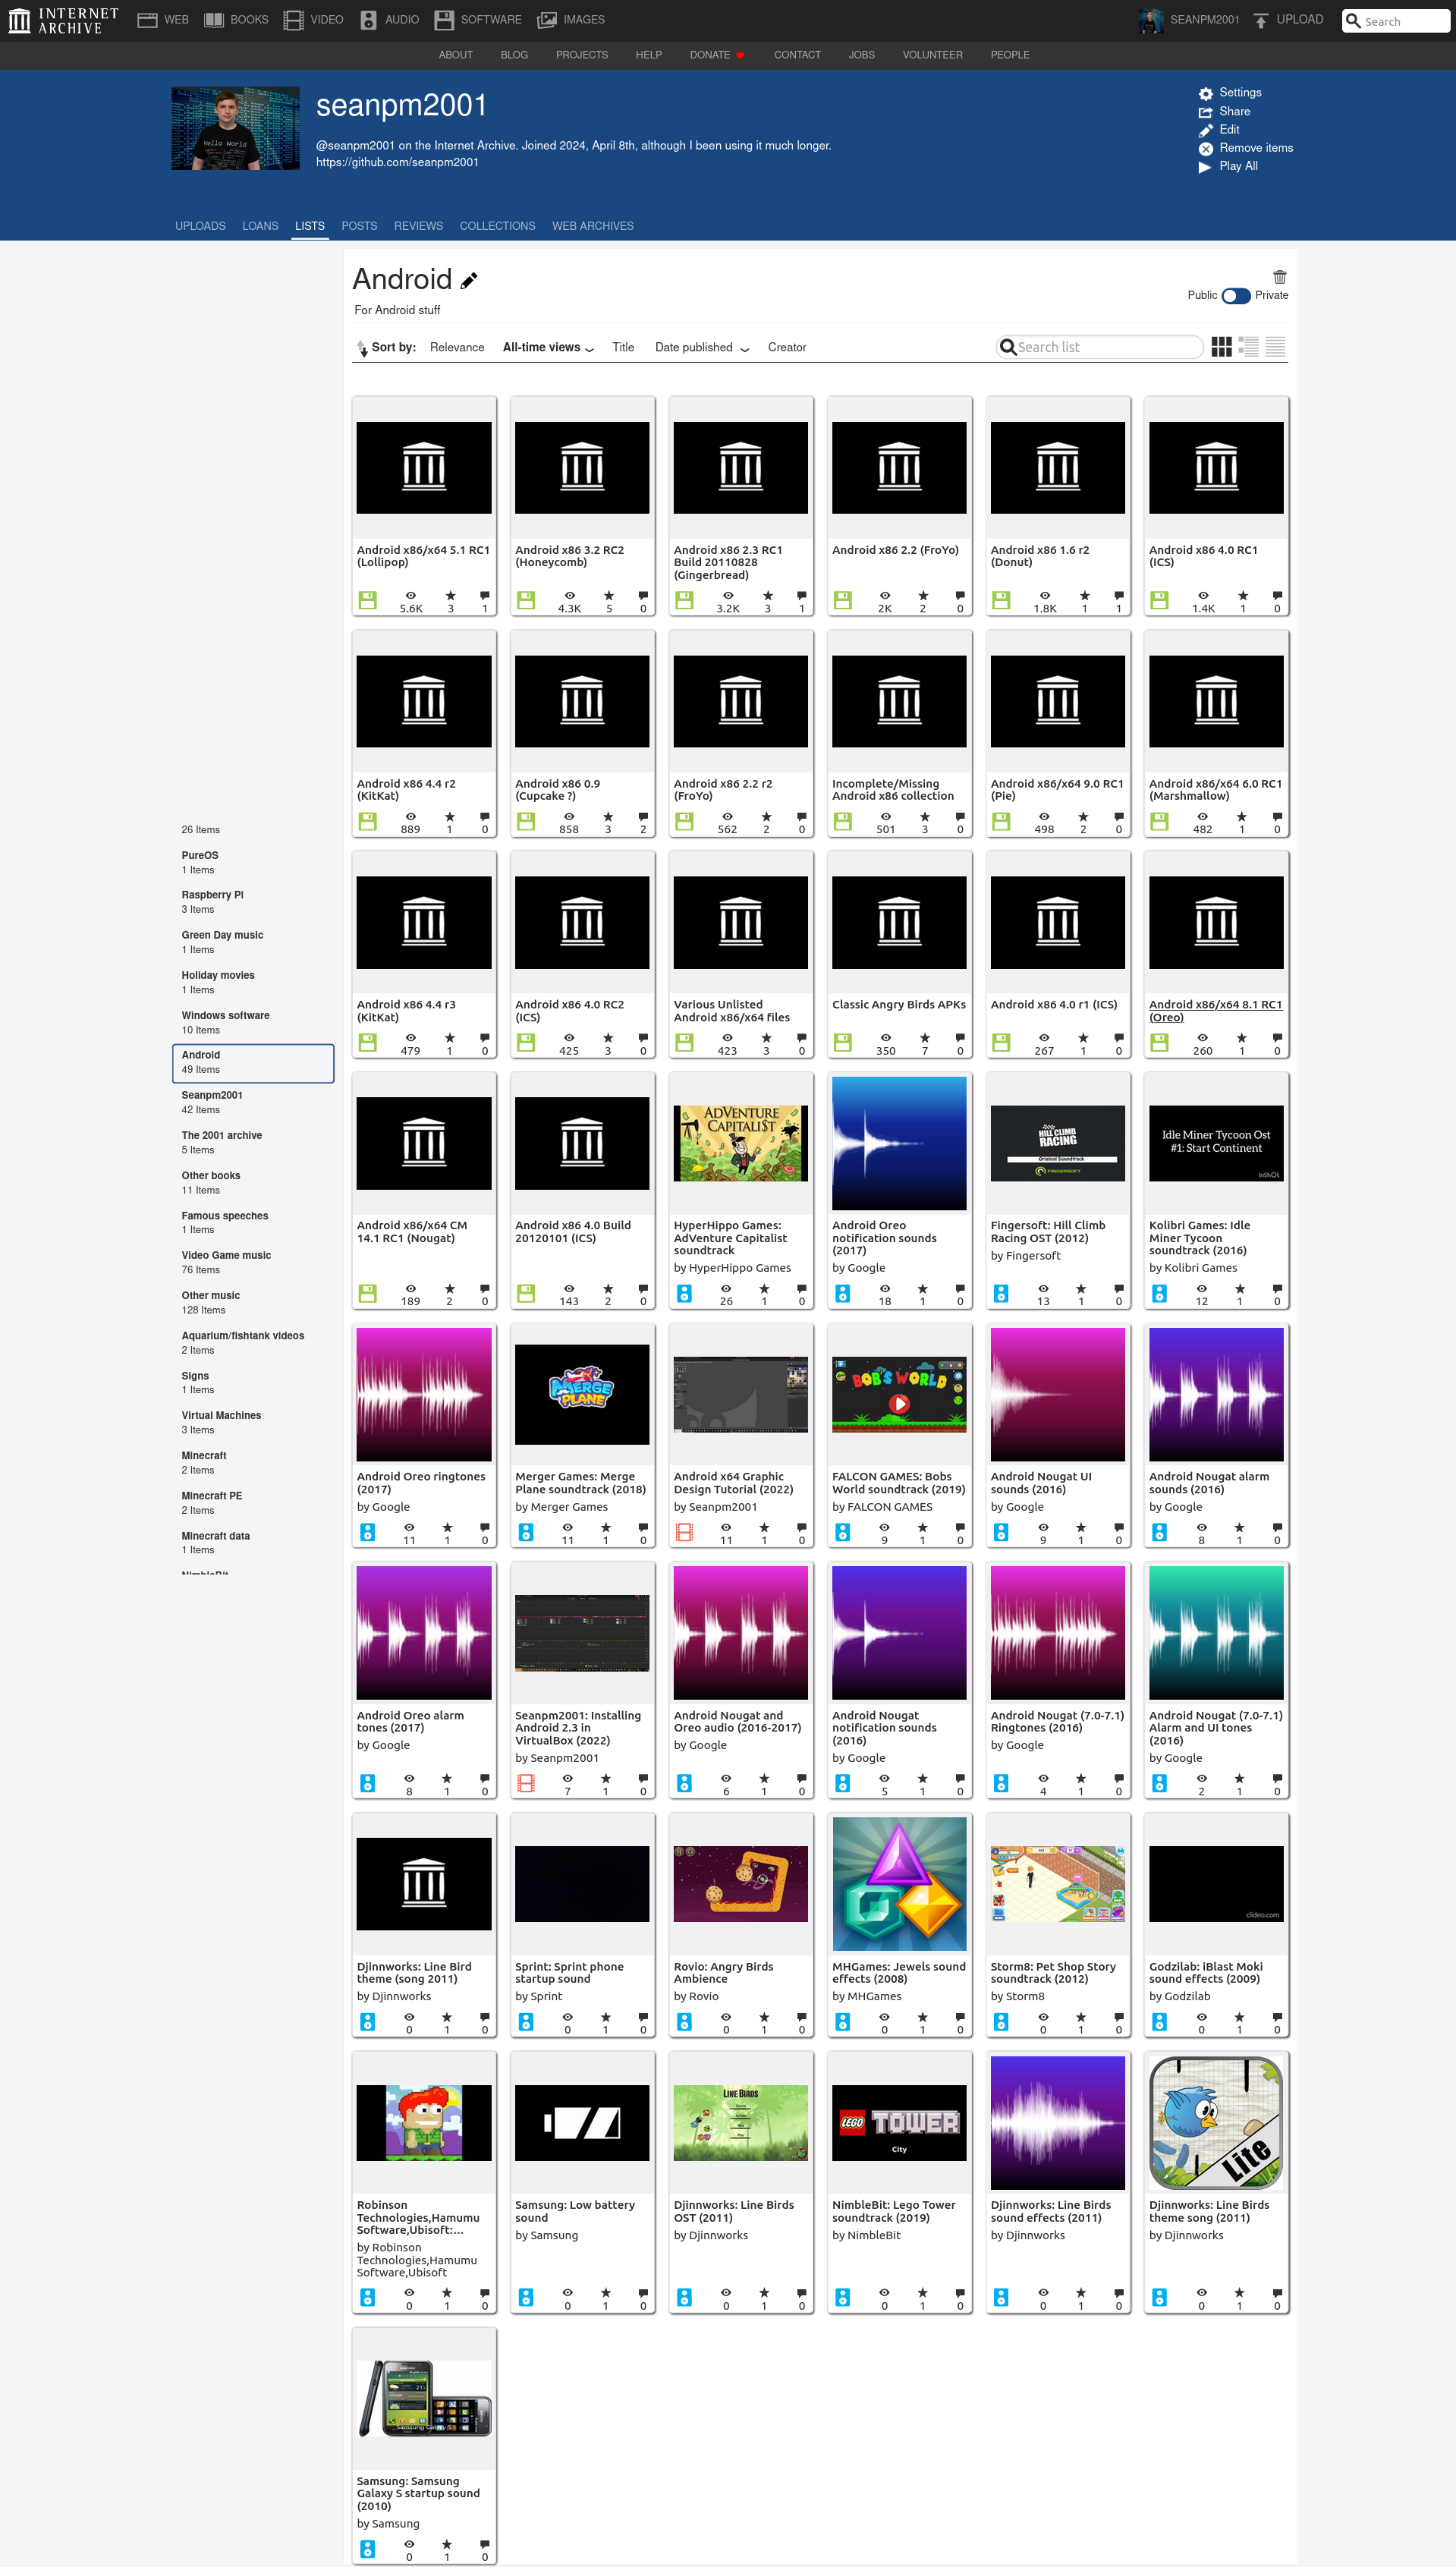 INTERNET ARCHIVE
WEB
BOOKS
VIDEO
AUDIO
SOFTWARE
IMAGES
SEANPM2001
UPLOAD
Search
ABOUT
BLOG
PROJECTS
HELP
DONATE
CONTACT
JOBS
VOLUNTEER
PEOPLE
Hello World
seanpm2001
@seanpm2001 on the Internet Archive. Joined 2024, April 8th, although I been using it much longer.
https://github.com/seanpm2001
Settings
Share
Edit
Remove items
Play All
UPLOADS
LOANS
LISTS
POSTS
REVIEWS
COLLECTIONS
WEB ARCHIVES
26 Items
PureOS
1 Items
Raspberry Pi
3 Items
Green Day music
1 Items
Holiday movies
1 Items
Windows software
10 Items
Android
49 Items
Seanpm2001
42 Items
The 2001 archive
5 Items
Other books
11 Items
Famous speeches
1 Items
Video Game music
76 Items
Other music
128 Items
Aquarium/fishtank videos
2 Items
Signs
1 Items
Virtual Machines
3 Items
Minecraft
2 Items
Minecraft PE
2 Items
Minecraft data
1 Items
Android
For Android stuff
Public
Private
Sort by:
Relevance
All-time views
Title
Date published
Creator
Search list
Android x86/x64 5.1 RC1
(Lollipop)
5.6K 3 1
Android x86 3.2 RC2
(Honeycomb)
4.3K 5 0
Android x86 2.3 RC1
Build 20110828
(Gingerbread)
3.2K 3 1
Android x86 2.2 (FroYo)
2K 2 0
Android x86 1.6 r2
(Donut)
1.8K 1 1
Android x86 4.0 RC1
(ICS)
1.4K 1 0
Android x86 4.4 r2
(KitKat)
889 1 0
Android x86 0.9
(Cupcake ?)
858 3 2
Android x86 2.2 r2
(FroYo)
562 2 0
Incomplete/Missing
Android x86 collection
501 3 0
Android x86/x64 9.0 RC1
(Pie)
498 2 0
Android x86/x64 6.0 RC1
(Marshmallow)
482 1 0
Android x86 4.4 r3
(KitKat)
479 1 0
Android x86 4.0 RC2
(ICS)
425 3 0
Various Unlisted
Android x86/x64 files
423 3 0
Classic Angry Birds APKs
350 7 0
Android x86 4.0 r1 (ICS)
267 1 0
Android x86/x64 8.1 RC1
(Oreo)
260 1 0
Android x86/x64 CM
14.1 RC1 (Nougat)
189 2 0
Android x86 4.0 Build
20120101 (ICS)
143 2 0
ADVENTURE
CAPITALI$T
HyperHippo Games:
AdVenture Capitalist
soundtrack
by HyperHippo Games
26 1 0
Android Oreo
notification sounds
(2017)
by Google
18 1 0
HILL CLIMB
RACING
Original Soundtrack
FINGERSOFT
Fingersoft: Hill Climb
Racing OST (2012)
by Fingersoft
13 1 0
Idle Miner Tycoon Ost
#1: Start Continent
InShOt
Kolibri Games: Idle
Miner Tycoon
soundtrack (2016)
by Kolibri Games
12 1 0
Android Oreo ringtones
(2017)
by Google
11 1 0
MERGE
PLANE
Merger Games: Merge
Plane soundtrack (2018)
by Merger Games
11 1 0
Android x64 Graphic
Design Tutorial (2022)
by Seanpm2001
11 1 0
BOB'S WORLD
FALCON GAMES: Bobs
World soundtrack (2019)
by FALCON GAMES
9 1 0
Android Nougat UI
sounds (2016)
by Google
9 1 0
Android Nougat alarm
sounds (2016)
by Google
8 1 0
Android Oreo alarm
tones (2017)
by Google
8 1 0
Seanpm2001: Installing
Android 2.3 in
VirtualBox (2022)
by Seanpm2001
7 1 0
Android Nougat and
Oreo audio (2016-2017)
by Google
6 1 0
Android Nougat
notification sounds
(2016)
by Google
5 1 0
Android Nougat (7.0-7.1)
Ringtones (2016)
by Google
4 1 0
Android Nougat (7.0-7.1)
Alarm and UI tones
(2016)
by Google
2 1 0
Djinnworks: Line Bird
theme (song 2011)
by Djinnworks
0 1 0
Sprint: Sprint phone
startup sound
by Sprint
0 1 0
Rovio: Angry Birds
Ambience
by Rovio
0 1 0
MHGames: Jewels sound
effects (2008)
by MHGames
0 1 0
Storm8: Pet Shop Story
soundtrack (2012)
by Storm8
0 1 0
clideo.com
Godzilab: iBlast Moki
sound effects (2009)
by Godzilab
0 1 0
Robinson
Technologies,Hamumu
Software,Ubisoft:...
by Robinson
Technologies,Hamumu
Software,Ubisoft
0 1 0
Samsung: Low battery
sound
by Samsung
0 1 0
LINE BIRDS
Djinnworks: Line Birds
OST (2011)
by Djinnworks
0 1 0
LEGO TOWER
City
NimbleBit: Lego Tower
soundtrack (2019)
by NimbleBit
0 1 0
Djinnworks: Line Birds
sound effects (2011)
by Djinnworks
0 1 0
Lite
Djinnworks: Line Birds
theme song (2011)
by Djinnworks
0 1 0
Samsung: Samsung
Galaxy S startup sound
(2010)
by Samsung
0 1 0